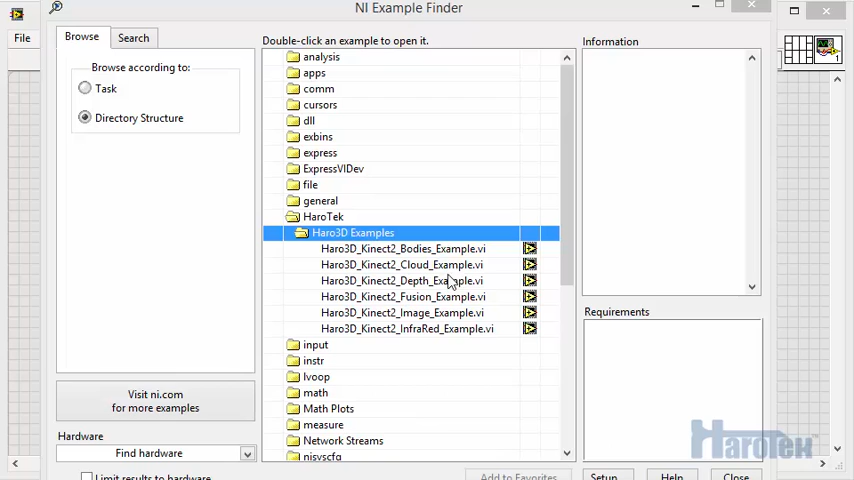 NI Example Finder
File
Browse
Search
Browse according to:
Task
Directory Structure
Double-click an example to open it.
analysis
apps
comm
cursors
dll
exbins
express
ExpressVIDev
file
general
HaroTek
Haro3D Examples
Haro3D_Kinect2_Bodies_Example.vi
Haro3D_Kinect2_Cloud_Example.vi
Haro3D_Kinect2_Depth_Example.vi
Haro3D_Kinect2_Fusion_Example.vi
Haro3D_Kinect2_Image_Example.vi
Haro3D_Kinect2_InfraRed_Example.vi
input
instr
lvoop
math
Math Plots
measure
Network Streams
nisvscfg
Information
1
Requirements
Visit ni.com
for more examples
Hardware
Find hardware
Limit results to hardware
Add to Favorites
Setup...
Help
Close
HaroTek